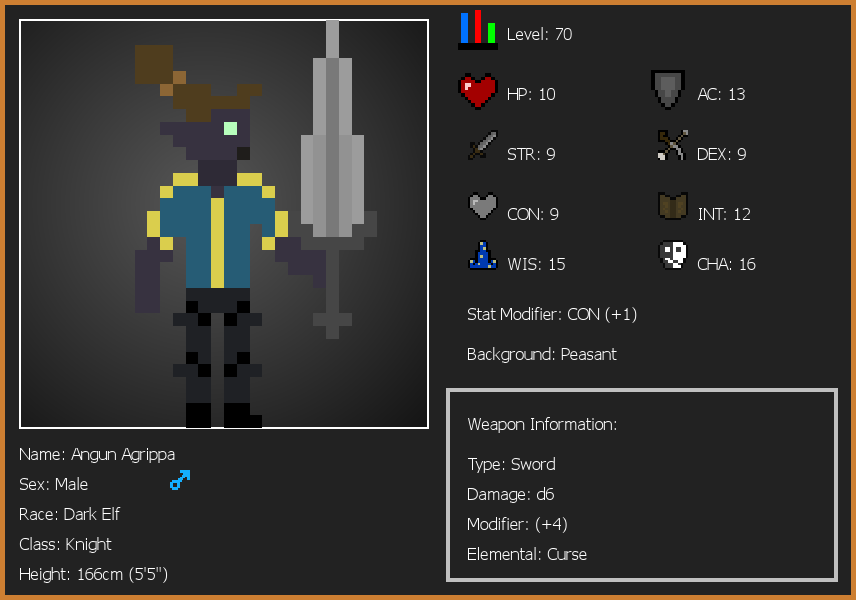 Level: 70
HP: 10
AC: 13
STR: 9
DEX: 9
CON: 9
INT: 12
WIS: 15
CHA: 16
Stat Modifier: CON (+1)
Background: Peasant
Weapon Information:
Type: Sword
Damage: d6
Modifier: (+4)
Elemental: Curse
Name: Angun Agrippa
Sex: Male
Race: Dark Elf
Class: Knight
Height: 166cm (5'5")